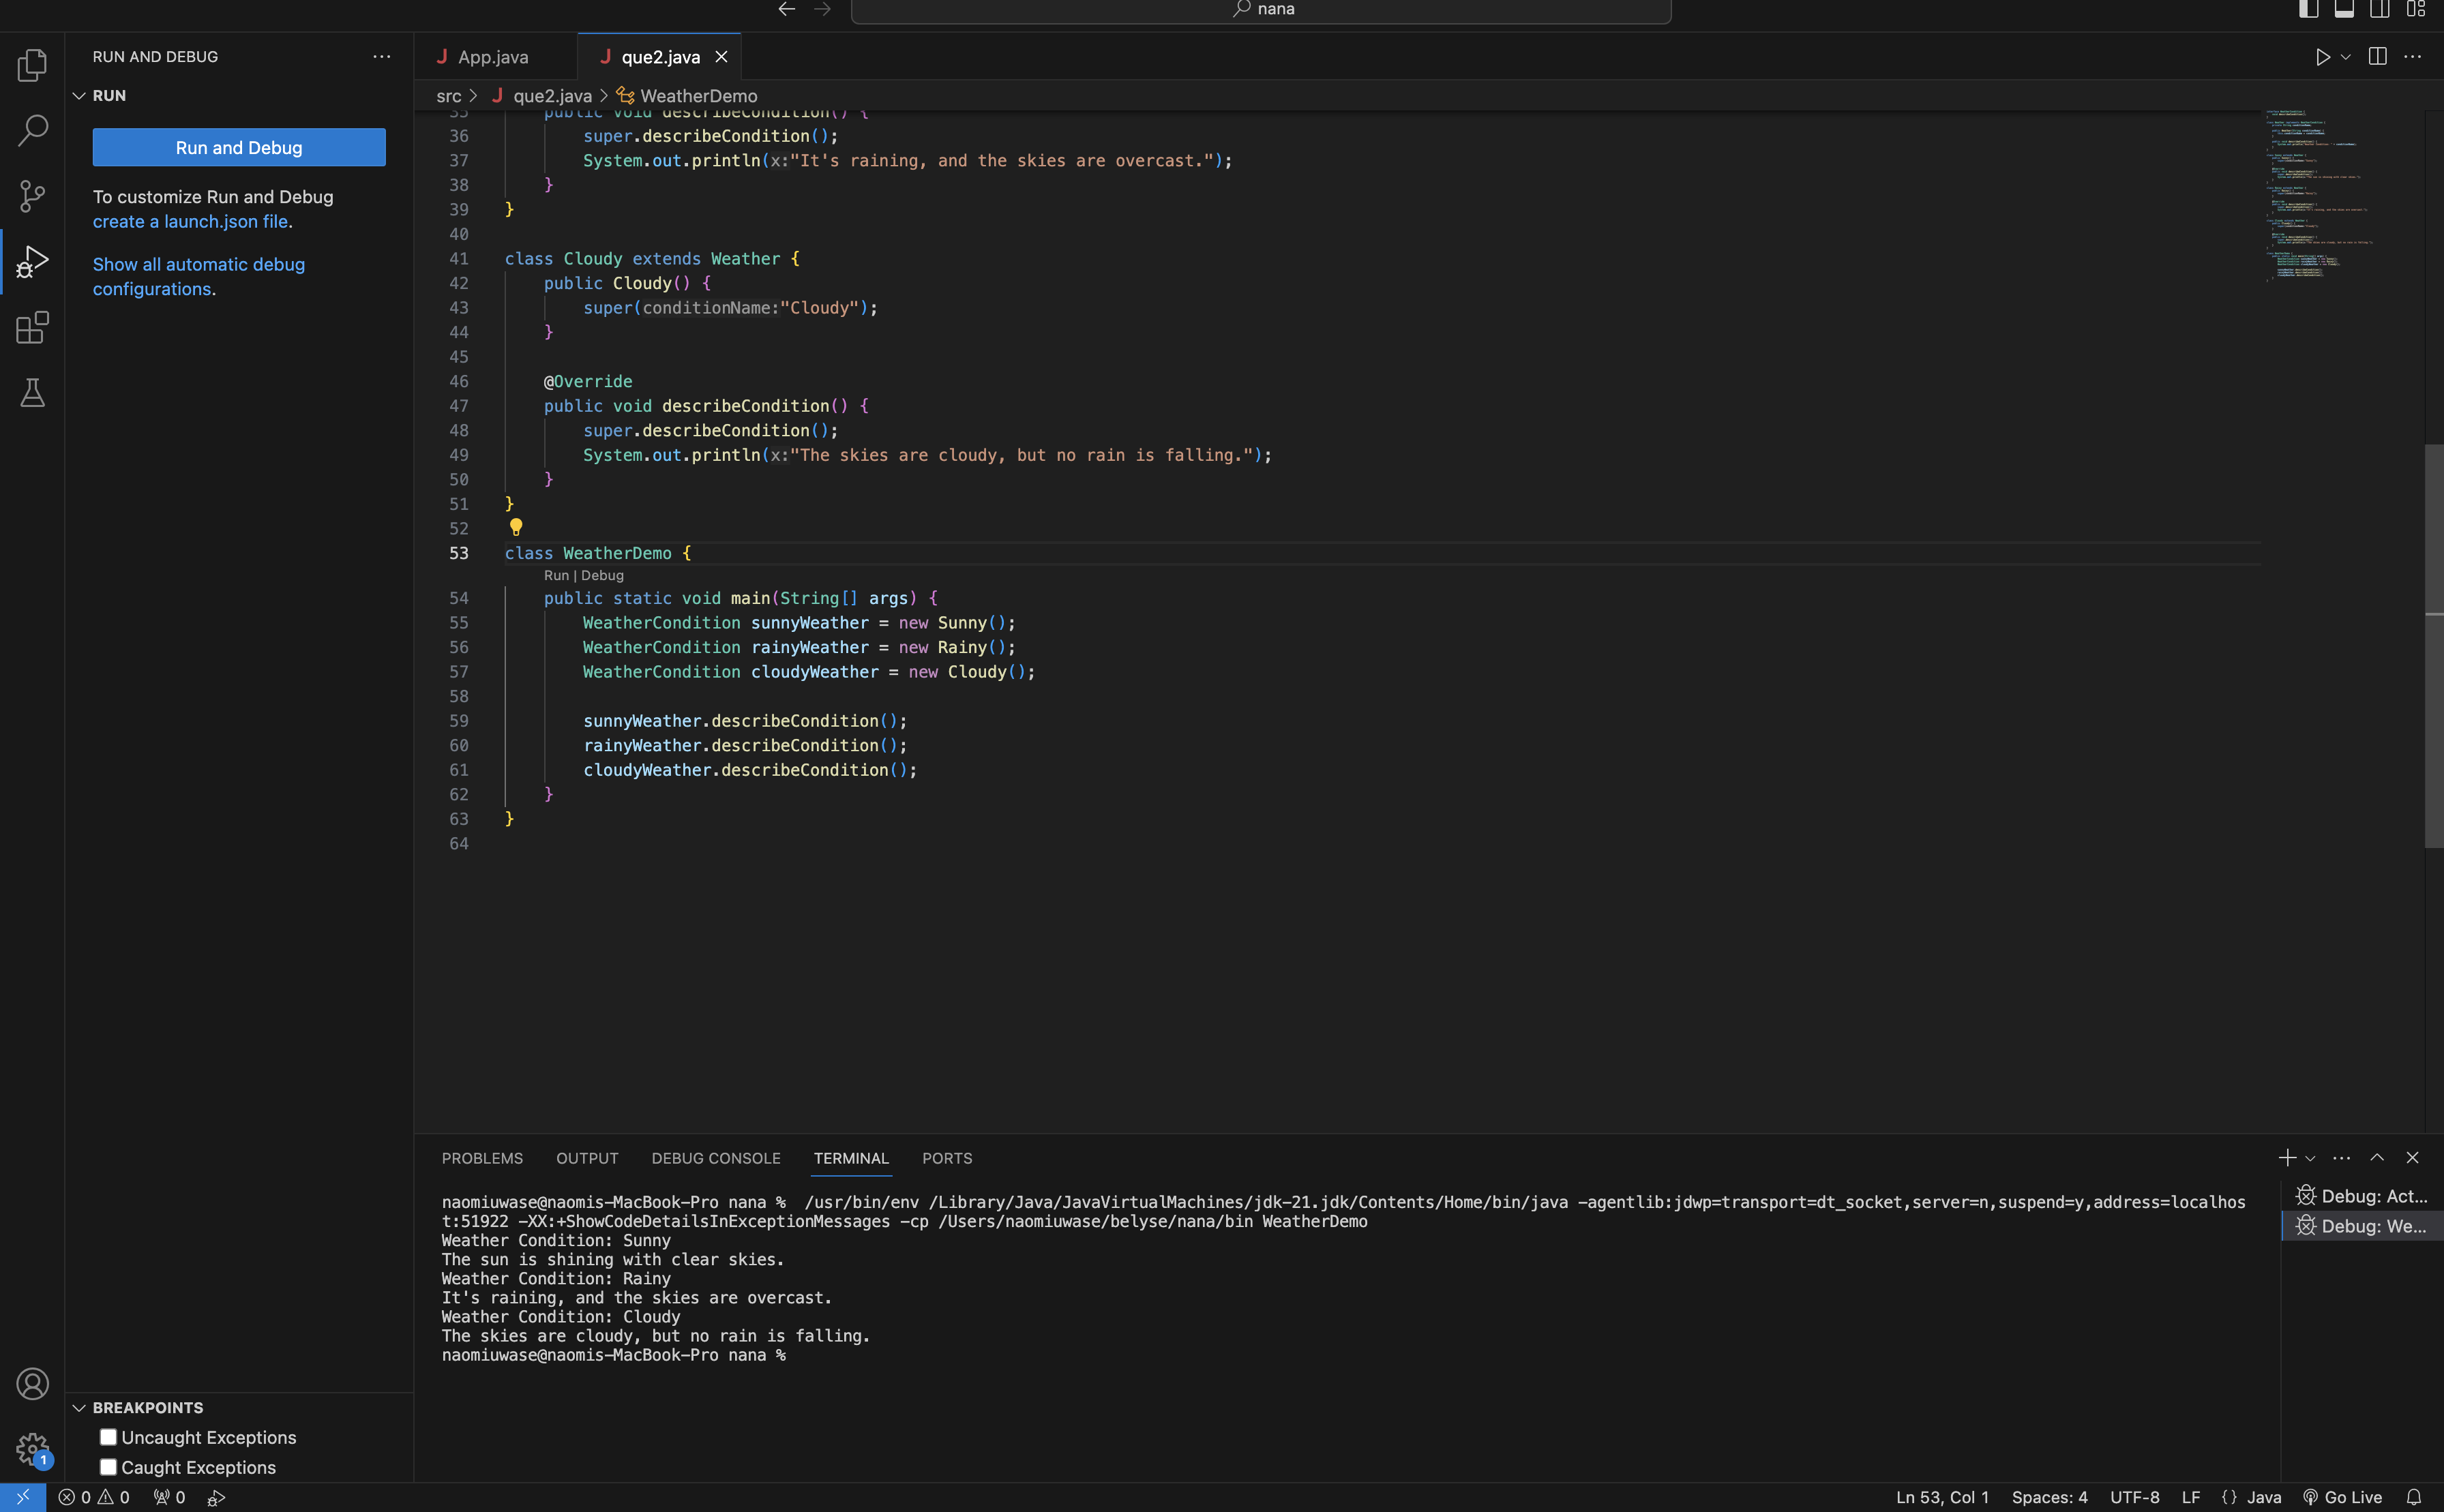 nana
RUN AND DEBUG
RUN
Run and Debug
To customize Run and Debug
create a launch.json file.
Show all automatic debug
configurations.
App.java
que2.java
src > que2.java > WeatherDemo
35 public void describeCondition() {
36 super.describeCondition();
37 System.out.println(x:"It's raining, and the skies are overcast.");
38 }
39 }
40
41 class Cloudy extends Weather {
42 public Cloudy() {
43 super(conditionName:"Cloudy");
44 }
45
46 @Override
47 public void describeCondition() {
48 super.describeCondition();
49 System.out.println(x:"The skies are cloudy, but no rain is falling.");
50 }
51 }
52
53 class WeatherDemo {
Run | Debug
54 public static void main(String[] args) {
55 WeatherCondition sunnyWeather = new Sunny();
56 WeatherCondition rainyWeather = new Rainy();
57 WeatherCondition cloudyWeather = new Cloudy();
58
59 sunnyWeather.describeCondition();
60 rainyWeather.describeCondition();
61 cloudyWeather.describeCondition();
62 }
63 }
64
PROBLEMS OUTPUT DEBUG CONSOLE TERMINAL PORTS
naomiuwase@naomis-MacBook-Pro nana % /usr/bin/env /Library/Java/JavaVirtualMachines/jdk-21.jdk/Contents/Home/bin/java -agentlib:jdwp=transport=dt_socket,server=n,suspend=y,address=localhos
t:51922 -XX:+ShowCodeDetailsInExceptionMessages -cp /Users/naomiuwase/belyse/nana/bin WeatherDemo
Weather Condition: Sunny
The sun is shining with clear skies.
Weather Condition: Rainy
It's raining, and the skies are overcast.
Weather Condition: Cloudy
The skies are cloudy, but no rain is falling.
naomiuwase@naomis-MacBook-Pro nana %
Debug: Act...
Debug: We...
BREAKPOINTS
Uncaught Exceptions
Caught Exceptions
1
0 0 0
Ln 53, Col 1 Spaces: 4 UTF-8 LF {} Java Go Live